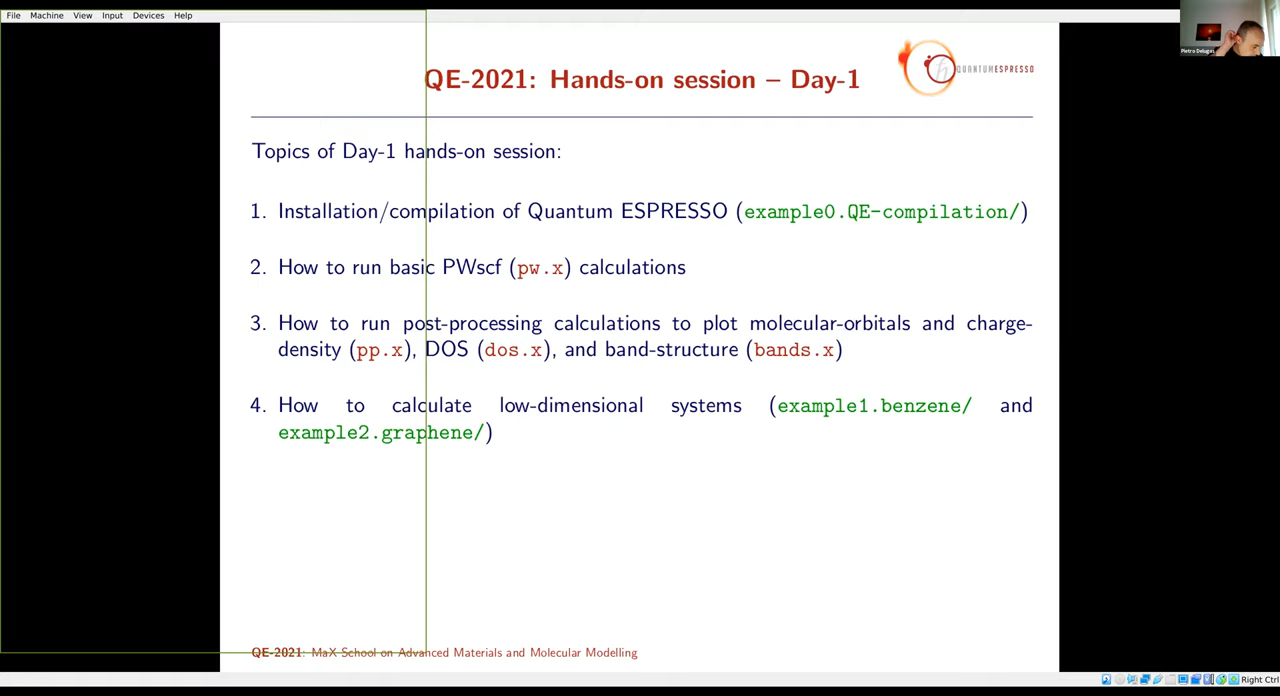 File Machine View Input Devices Help
Pietro Delugas
QE-2021: Hands-on session – Day-1
QUANTUMESPRESSO
Topics of Day-1 hands-on session:
1. Installation/compilation of Quantum ESPRESSO (example0.QE-compilation/)
2. How to run basic PWscf (pw.x) calculations
3. How to run post-processing calculations to plot molecular-orbitals and charge-
density (pp.x), DOS (dos.x), and band-structure (bands.x)
4. How to calculate low-dimensional systems (example1.benzene/ and
example2.graphene/)
QE-2021: MaX School on Advanced Materials and Molecular Modelling
Right Ctrl